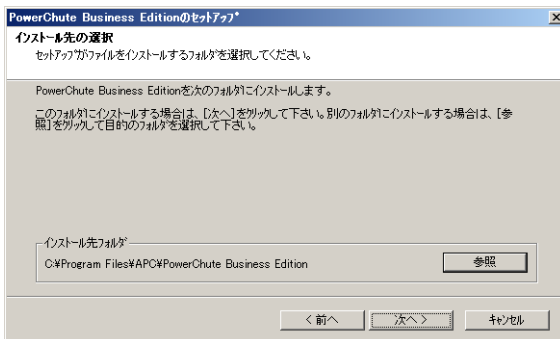 PowerChute Business Editionのセットアップ
インストール先の選択
セットアップがファイルをインストールするフォルダを選択してください。
PowerChute Business Editionを次のフォルダにインストールします。
このフォルダにインストールする場合は、[次へ]をクリックして下さい。別のフォルダにインストールする場合は、[参
照]をクリックして目的のフォルダを選択して下さい。
インストール先フォルダ
C:¥Program Files¥APC¥PowerChute Business Edition
参照
< 前へ
次へ >
キャンセル